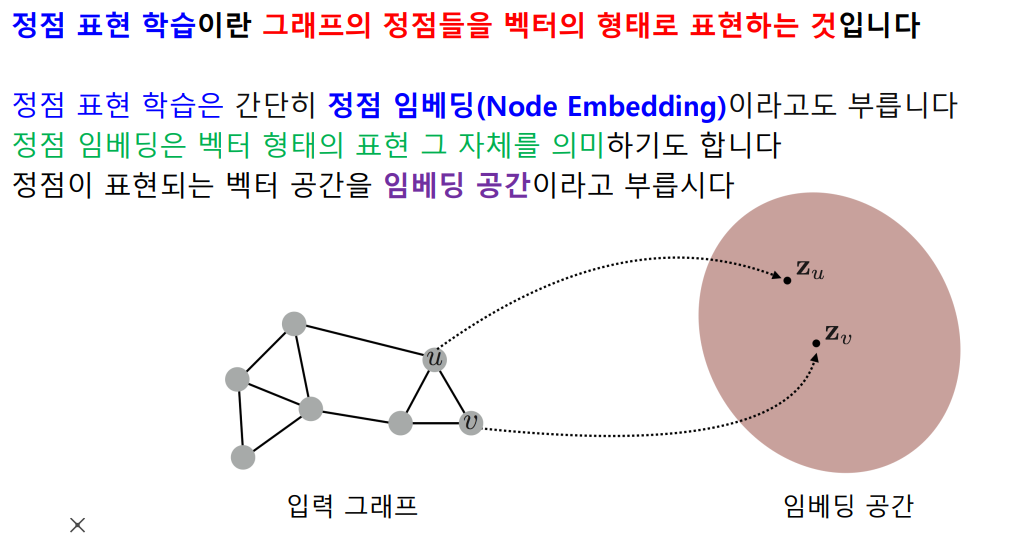 정점 표현 학습이란 그래프의 정점들을 벡터의 형태로 표현하는 것입니다
정점 표현 학습은 간단히 정점 임베딩(Node Embedding)이라고도 부릅니다
정점 임베딩은 벡터 형태의 표현 그 자체를 의미하기도 합니다
정점이 표현되는 벡터 공간을 임베딩 공간이라고 부릅시다
z_u
z_v
u
v
입력 그래프
임베딩 공간